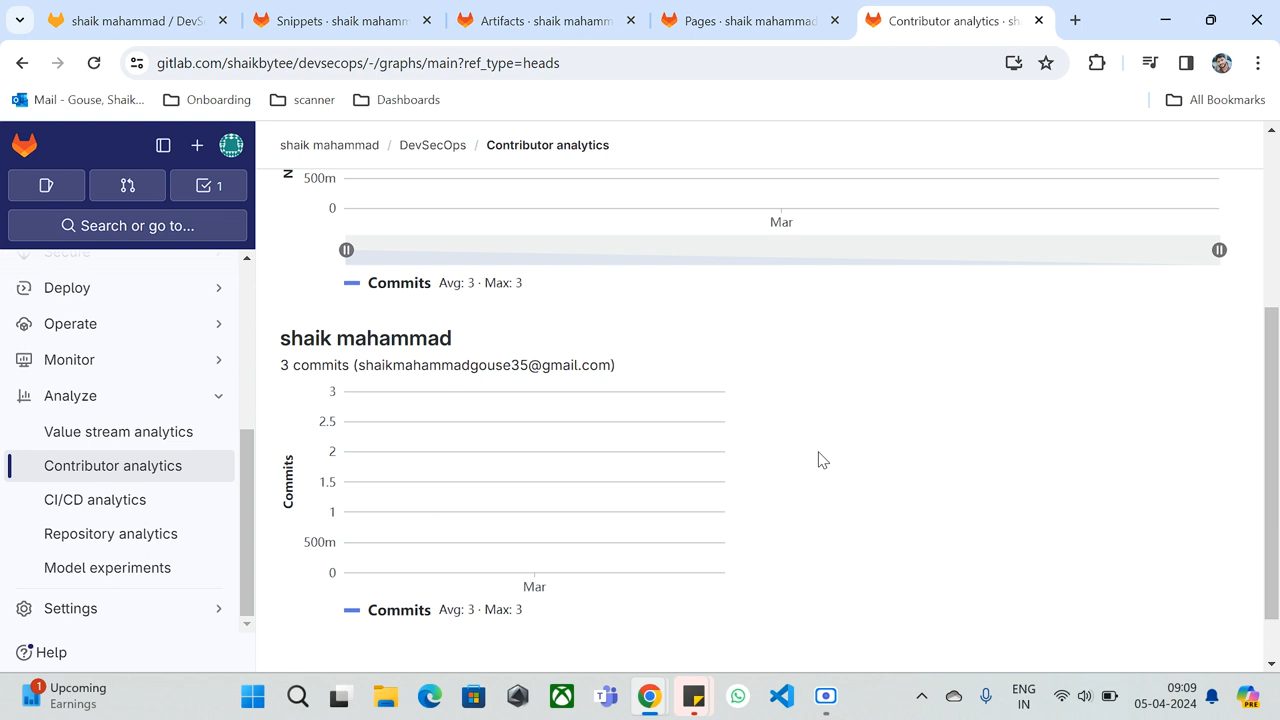 shaik mahammad / DevS
Snippets · shaik mahamm
Artifacts · shaik mahamm
Pages · shaik mahammad
Contributor analytics · sh
gitlab.com/shaikbytee/devsecops/-/graphs/main?ref_type=heads
Mail - Gouse, Shaik...
Onboarding
scanner
Dashboards
All Bookmarks
1
Search or go to...
Secure
Deploy
Operate
Monitor
Analyze
Value stream analytics
Contributor analytics
CI/CD analytics
Repository analytics
Model experiments
Settings
Help
shaik mahammad / DevSecOps / Contributor analytics
N
500m
0
Mar
Commits Avg: 3 · Max: 3
shaik mahammad
3 commits (shaikmahammadgouse35@gmail.com)
3
2.5
2
1.5
1
500m
0
Commits
Mar
Commits Avg: 3 · Max: 3
1
Upcoming
Earnings
ENG
IN
09:09
05-04-2024
PRE